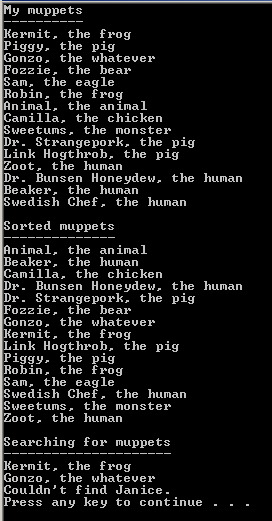 My muppets
----------
Kermit, the frog
Piggy, the pig
Gonzo, the whatever
Fozzie, the bear
Sam, the eagle
Robin, the frog
Animal, the animal
Camilla, the chicken
Sweetums, the monster
Dr. Strangepork, the pig
Link Hogthrob, the pig
Zoot, the human
Dr. Bunsen Honeydew, the human
Beaker, the human
Swedish Chef, the human

Sorted muppets
--------------
Animal, the animal
Beaker, the human
Camilla, the chicken
Dr. Bunsen Honeydew, the human
Dr. Strangepork, the pig
Fozzie, the bear
Gonzo, the whatever
Kermit, the frog
Link Hogthrob, the pig
Piggy, the pig
Robin, the frog
Sam, the eagle
Swedish Chef, the human
Sweetums, the monster
Zoot, the human

Searching for muppets
---------------------
Kermit, the frog
Gonzo, the whatever
Couldn't find Janice.
Press any key to continue . . .